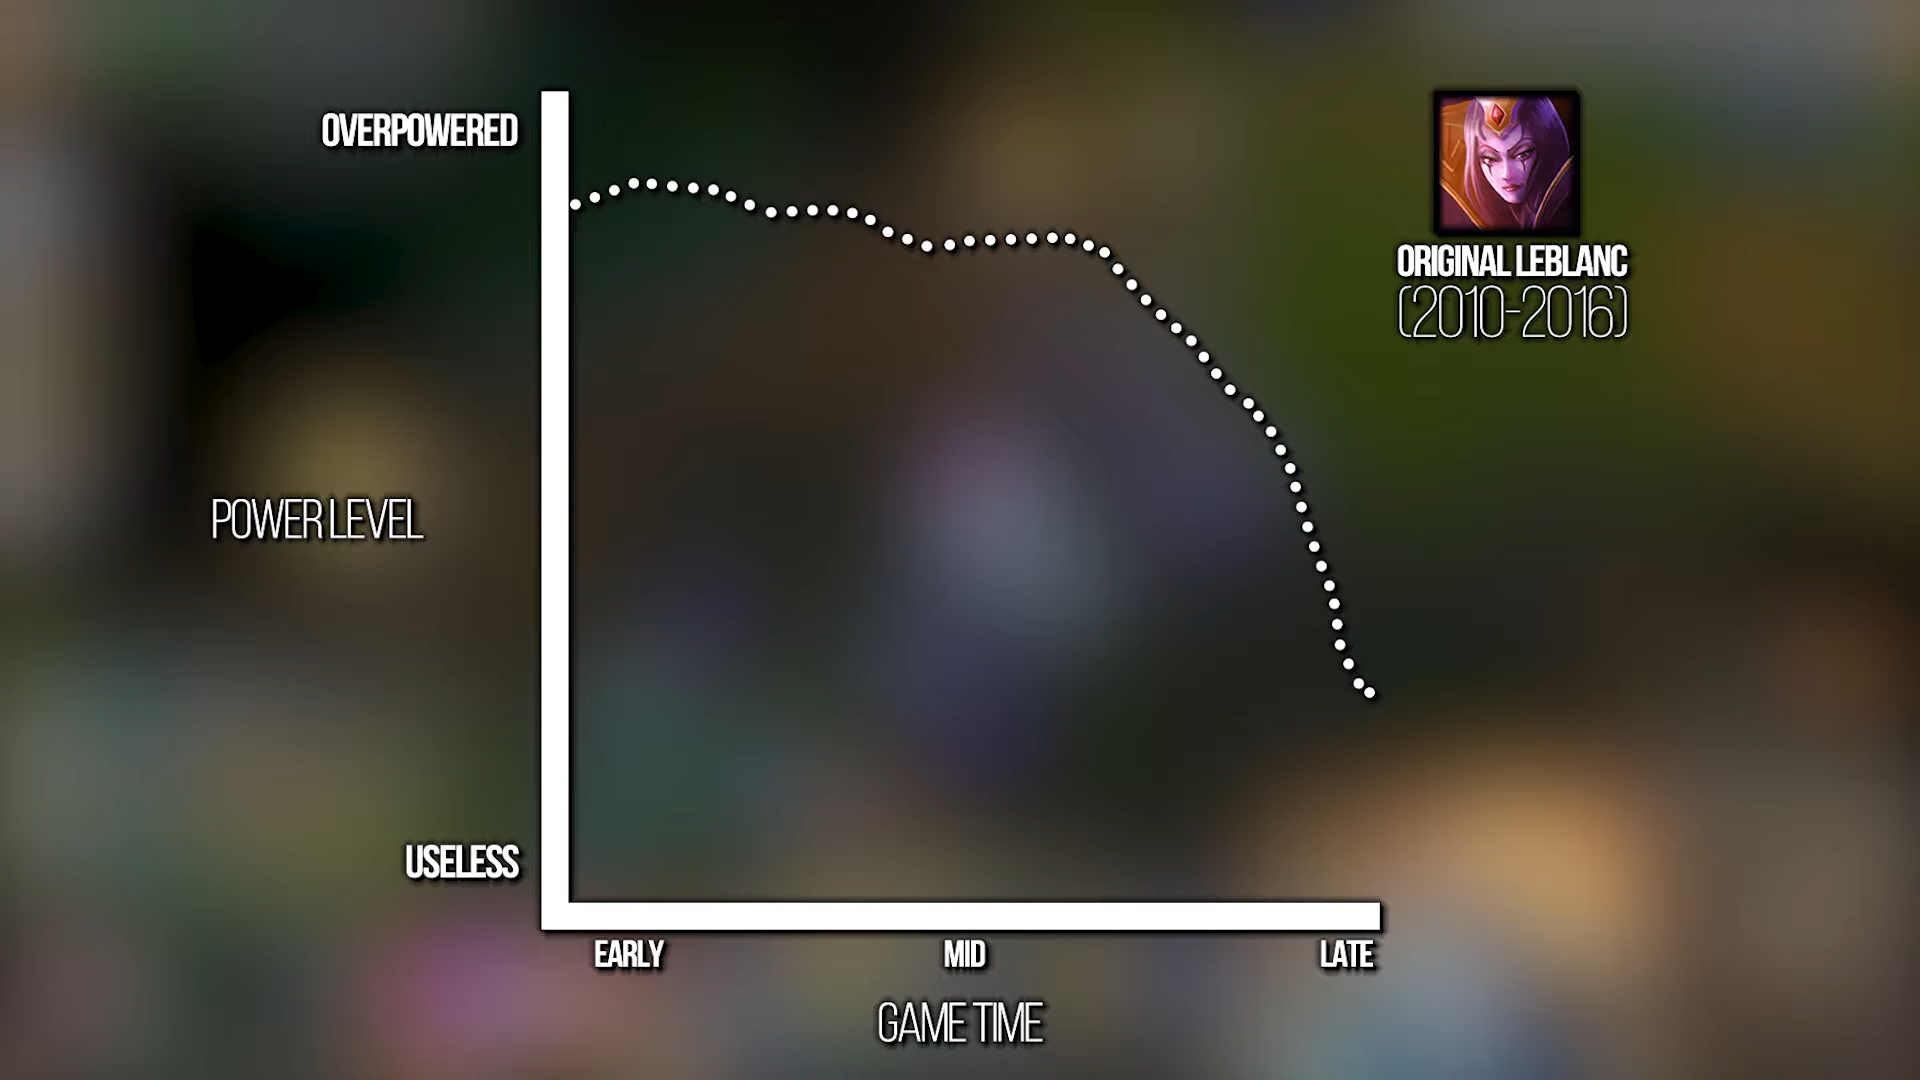 OVERPOWERED
ORIGINAL LEBLANC
(2010-2016)
POWER LEVEL
USELESS
EARLY
MID
LATE
GAME TIME